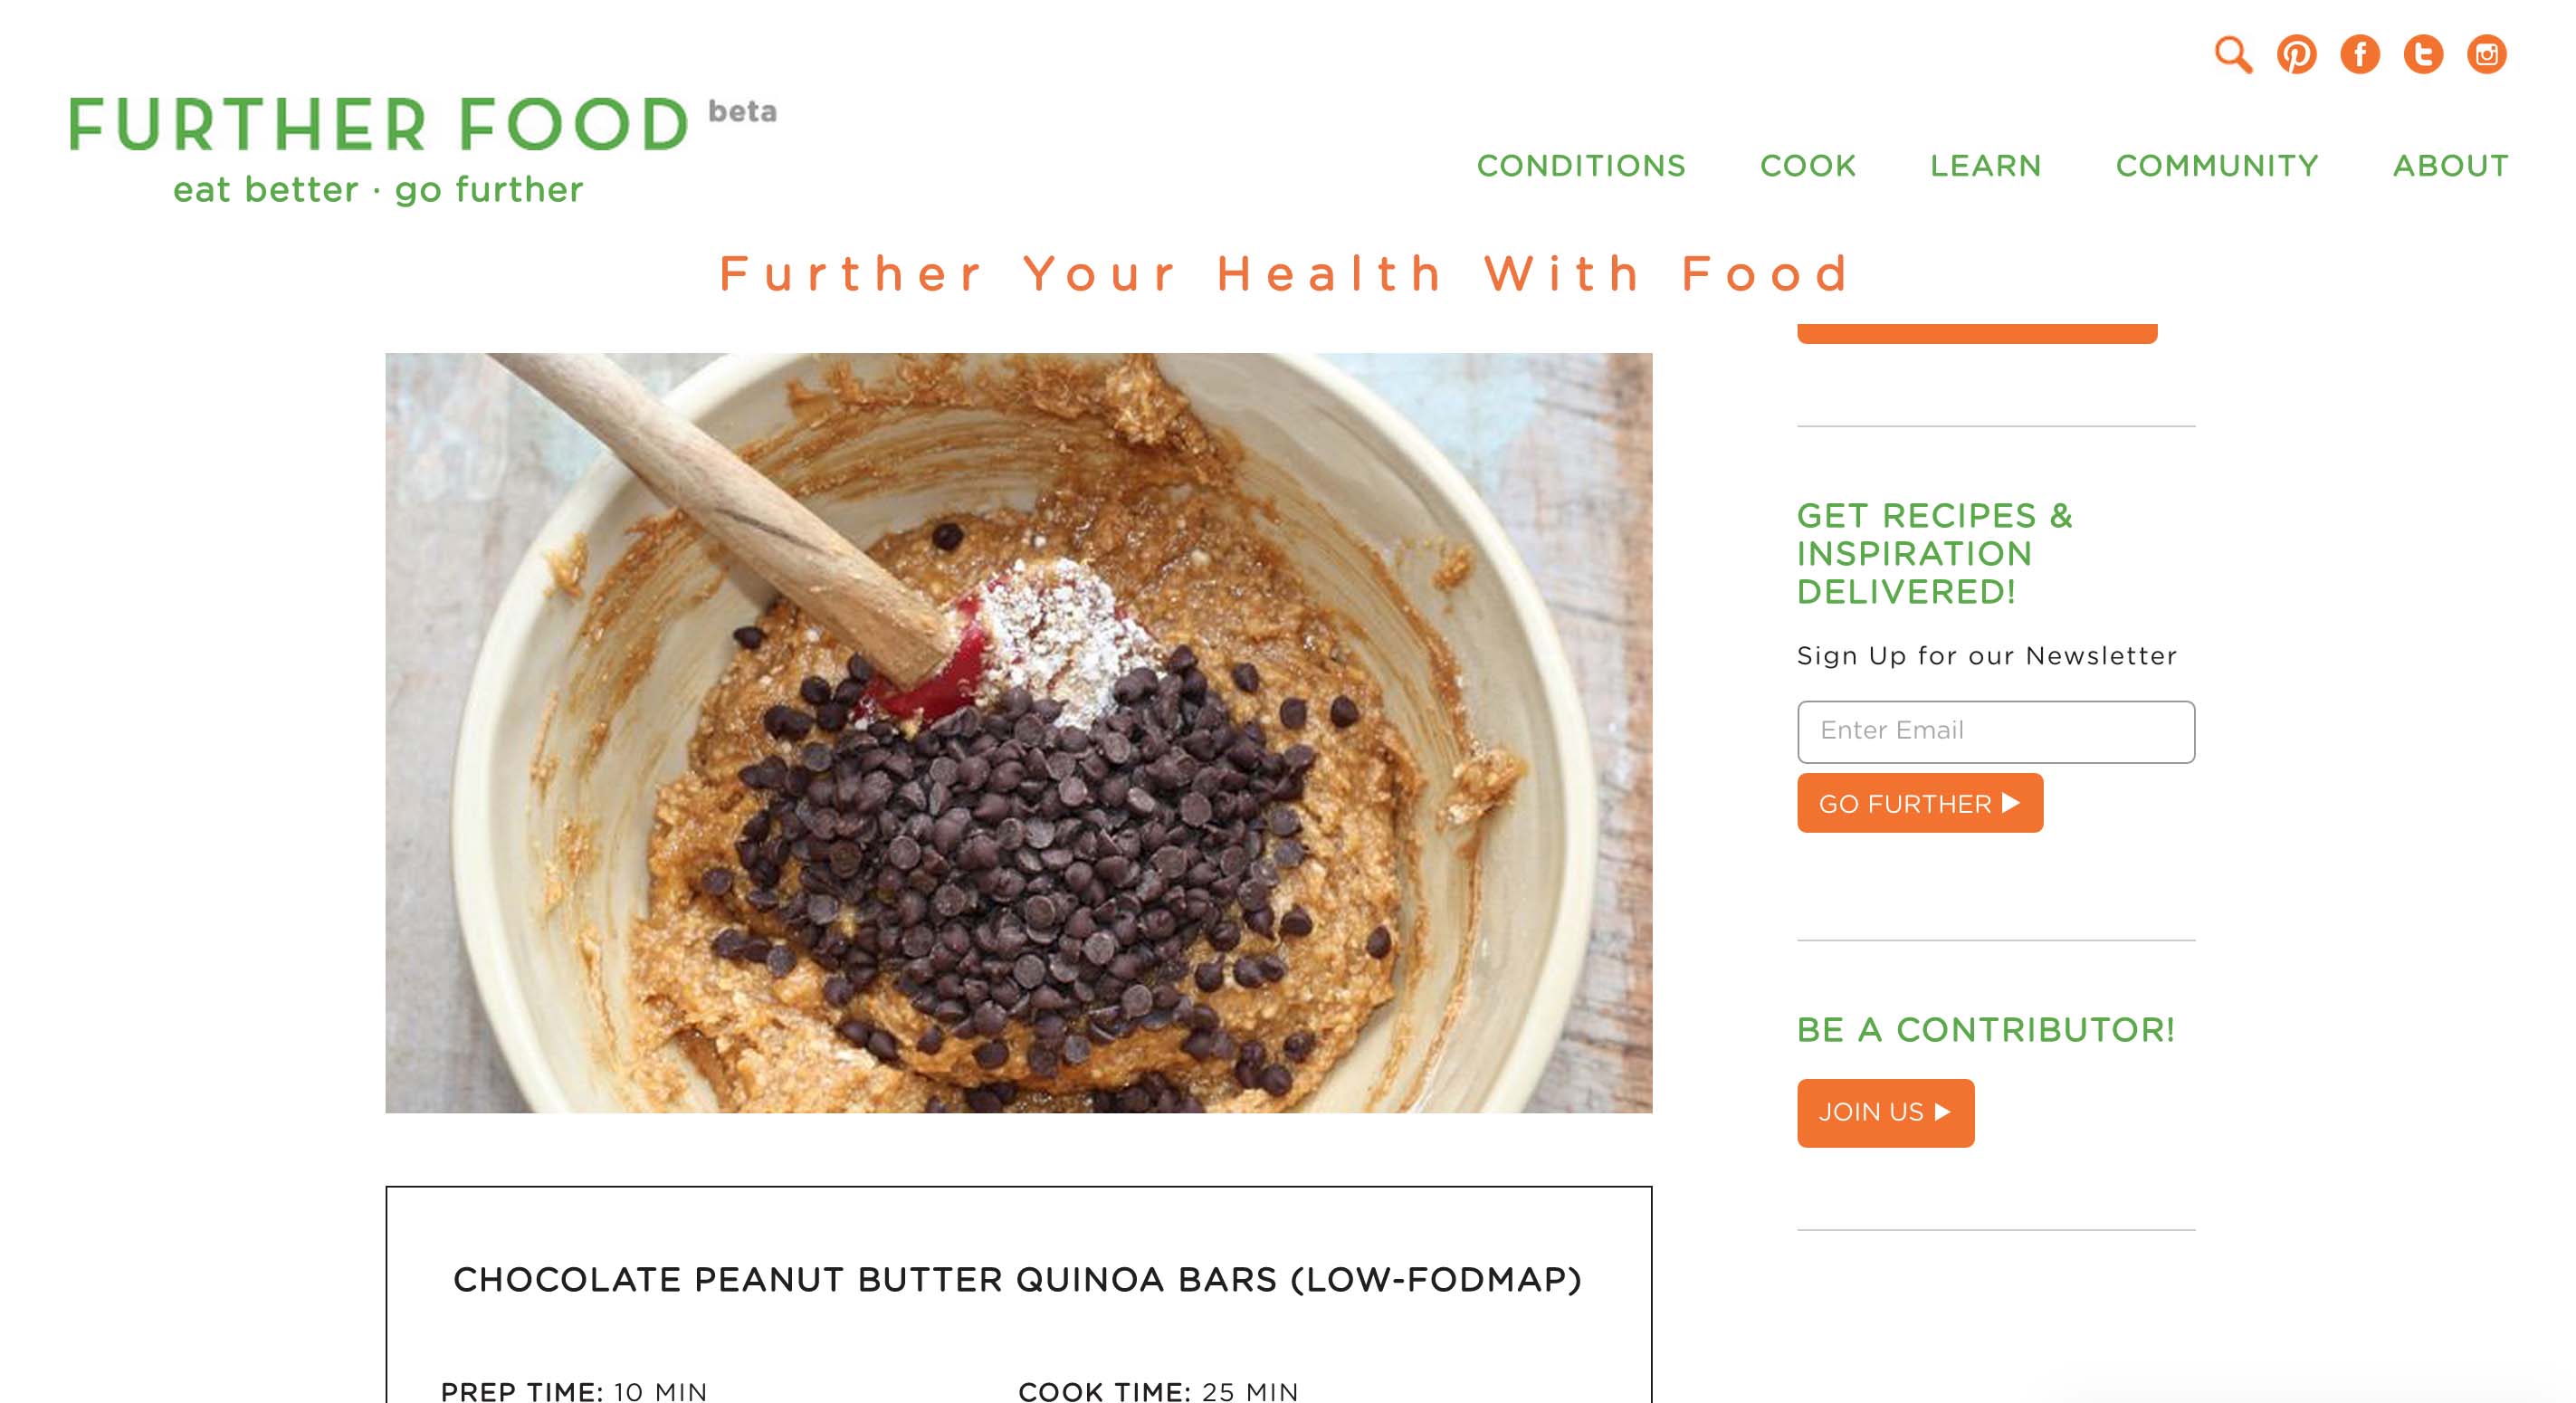 FURTHER FOOD beta
eat better · go further
CONDITIONS COOK LEARN COMMUNITY ABOUT
Further Your Health With Food
GET RECIPES &
INSPIRATION
DELIVERED!
Sign Up for our Newsletter
Enter Email
GO FURTHER ▶
BE A CONTRIBUTOR!
JOIN US ▶
CHOCOLATE PEANUT BUTTER QUINOA BARS (LOW-FODMAP)
PREP TIME: 10 MIN COOK TIME: 25 MIN